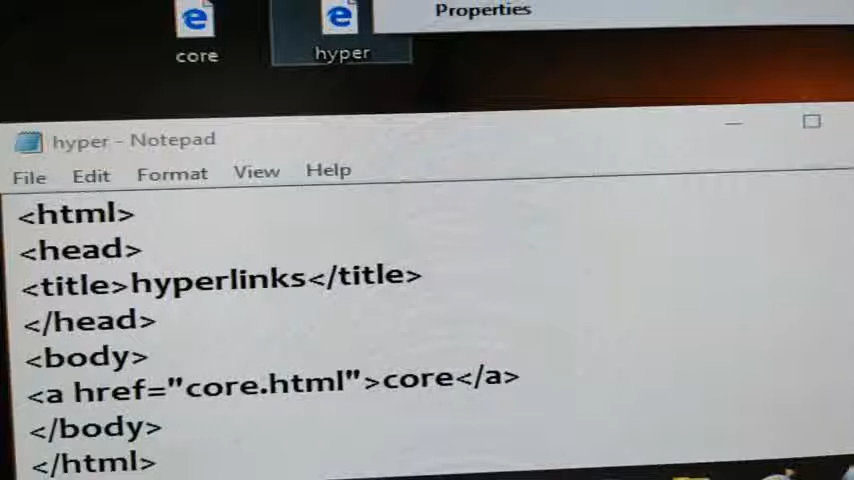 Properties
core
hyper
hyper - Notepad
File Edit Format View Help
<html>
<head>
<title>hyperlinks</title>
</head>
<body>
<a href="core.html">core</a>
</body>
</html>